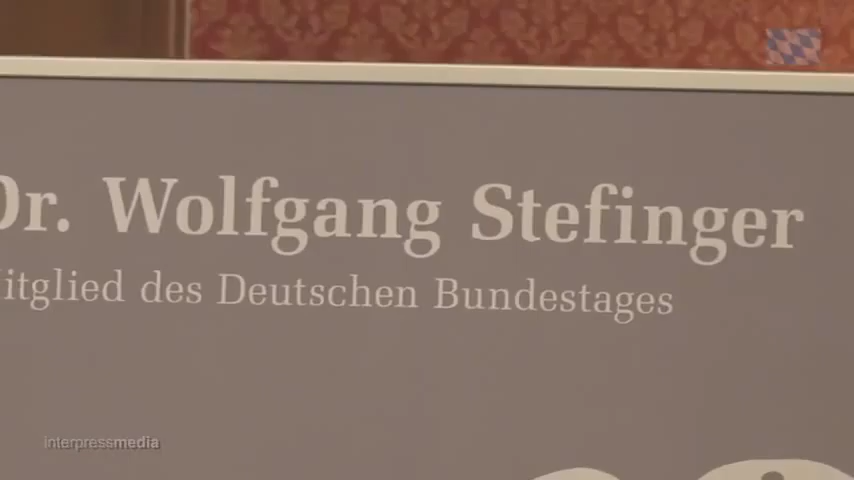 Dr. Wolfgang Stefinger
itglied des Deutschen Bundestages
interpressmedia